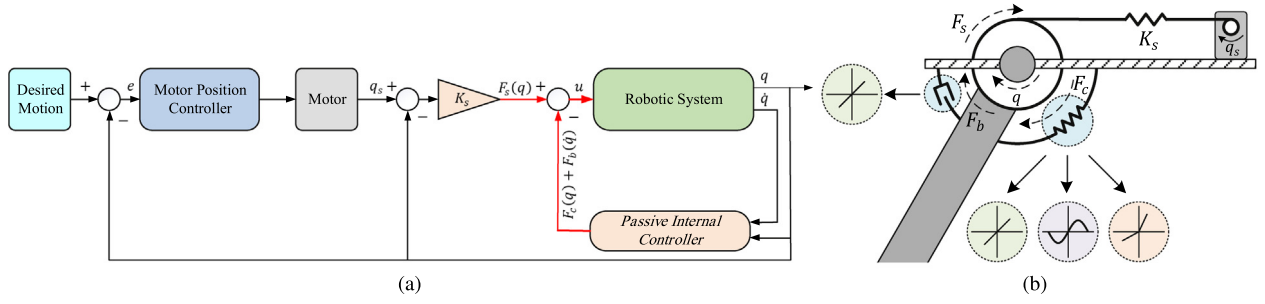 Desired
Motion
+
−
e
Motor Position
Controller
Motor
q_s +
−
K_s
F_s(q) +
−
u
Robotic System
q
q̇
F_c(q) + F_b(q̇)
Passive Internal
Controller
(a)
F_s
K_s
q_s
q
F_c
F_b
(b)